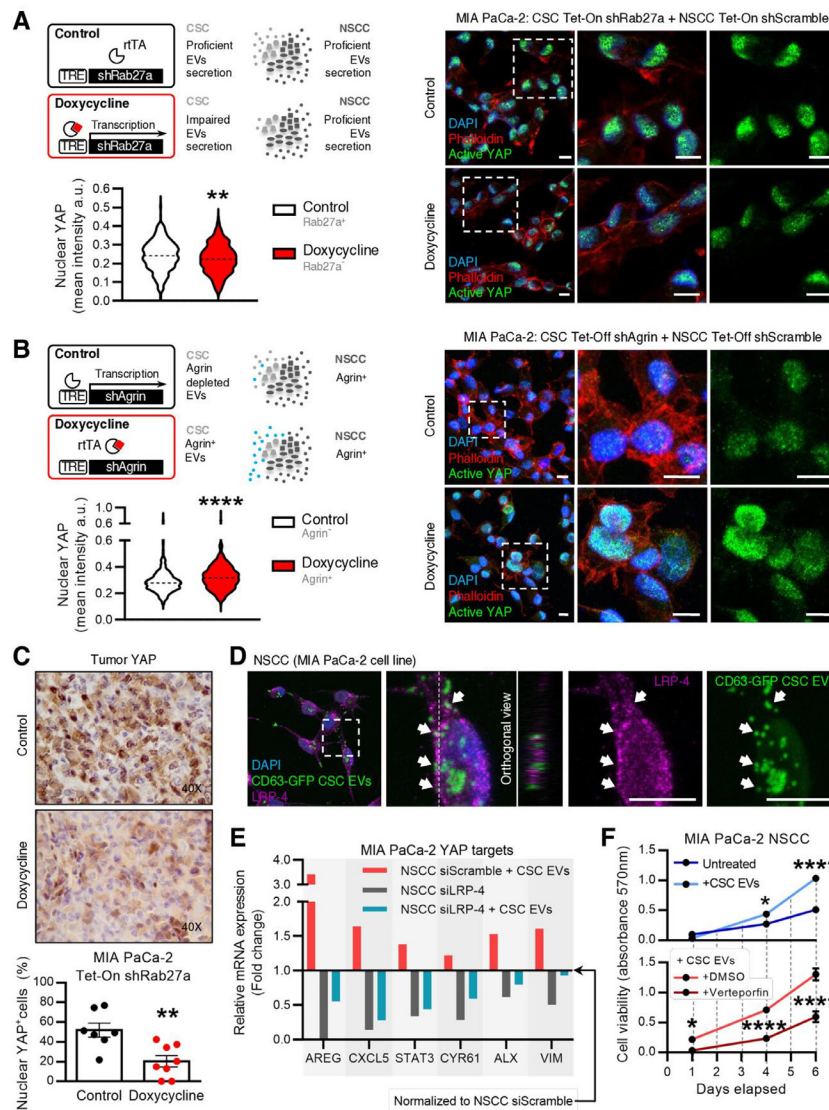 A
Control
rtTA
TRE shRab27a
CSC
Proficient
EVs
secretion
NSCC
Proficient
EVs
secretion
Doxycycline
Transcription
TRE shRab27a
CSC
Impaired
EVs
secretion
NSCC
Proficient
EVs
secretion
Nuclear YAP
(mean intensity a.u.)
0.6
0.5
0.4
0.3
0.2
0.1
0.0
**
Control
Rab27a+
Doxycycline
Rab27a-
MIA PaCa-2: CSC Tet-On shRab27a + NSCC Tet-On shScramble
Control
DAPI
Phalloidin
Active YAP
Doxycycline
DAPI
Phalloidin
Active YAP
B
Control
Transcription
TRE shAgrin
CSC
Agrin
depleted
EVs
NSCC
Agrin+
Doxycycline
rtTA
TRE shAgrin
CSC
Agrin+
EVs
NSCC
Agrin+
Nuclear YAP
(mean intensity a.u.)
1.0
0.8
0.6
0.4
0.2
0.0
****
Control
Agrin-
Doxycycline
Agrin+
MIA PaCa-2: CSC Tet-Off shAgrin + NSCC Tet-Off shScramble
Control
DAPI
Phalloidin
Active YAP
Doxycycline
DAPI
Phalloidin
Active YAP
C
Tumor YAP
Control
40X
Doxycycline
40X
MIA PaCa-2
Tet-On shRab27a
Nuclear YAP+cells (%)
100
80
60
40
20
0
**
Control Doxycycline
D
NSCC (MIA PaCa-2 cell line)
DAPI
CD63-GFP CSC EVs
LRP-4
Orthogonal view
LRP-4
CD63-GFP CSC EVs
E
MIA PaCa-2 YAP targets
Relative mRNA expression
(Fold change)
4.0
3.0
2.0
1.5
1.0
0.5
0.0
NSCC siScramble + CSC EVs
NSCC siLRP-4
NSCC siLRP-4 + CSC EVs
AREG CXCL5 STAT3 CYR61 ALX VIM
Normalized to NSCC siScramble
F
MIA PaCa-2 NSCC
Cell viability (absorbance 570nm)
1.5
1.0
0.5
0.0
Untreated
+CSC EVs
*
****
1.5
1.0
0.5
0.0
+ CSC EVs
+DMSO
+Verteporfin
*
****
****
0 1 2 3 4 5 6
Days elapsed